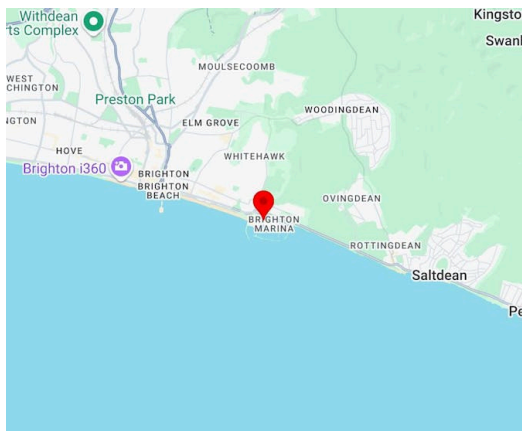 Withdean
rts Complex
Kingsto
Swanl
MOULSECOOMB
WEST
CHINGTON
Preston Park
WOODINGDEAN
NGTON
ELM GROVE
HOVE
WHITEHAWK
Brighton i360
BRIGHTON
BRIGHTON
BEACH
OVINGDEAN
BRIGHTON
MARINA
ROTTINGDEAN
Saltdean
Pe